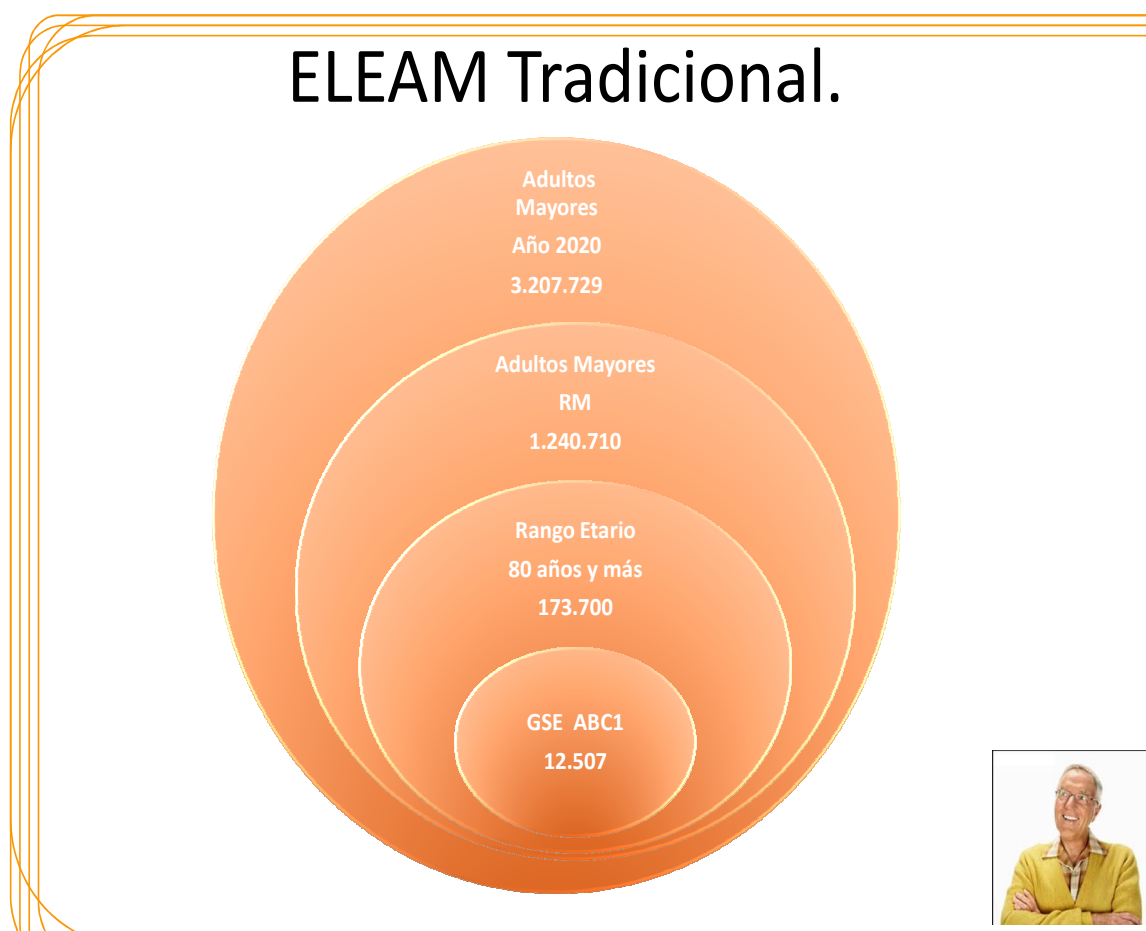 ELEAM Tradicional.
Adultos
Mayores
Año 2020
3.207.729
Adultos Mayores
RM
1.240.710
Rango Etario
80 años y más
173.700
GSE ABC1
12.507